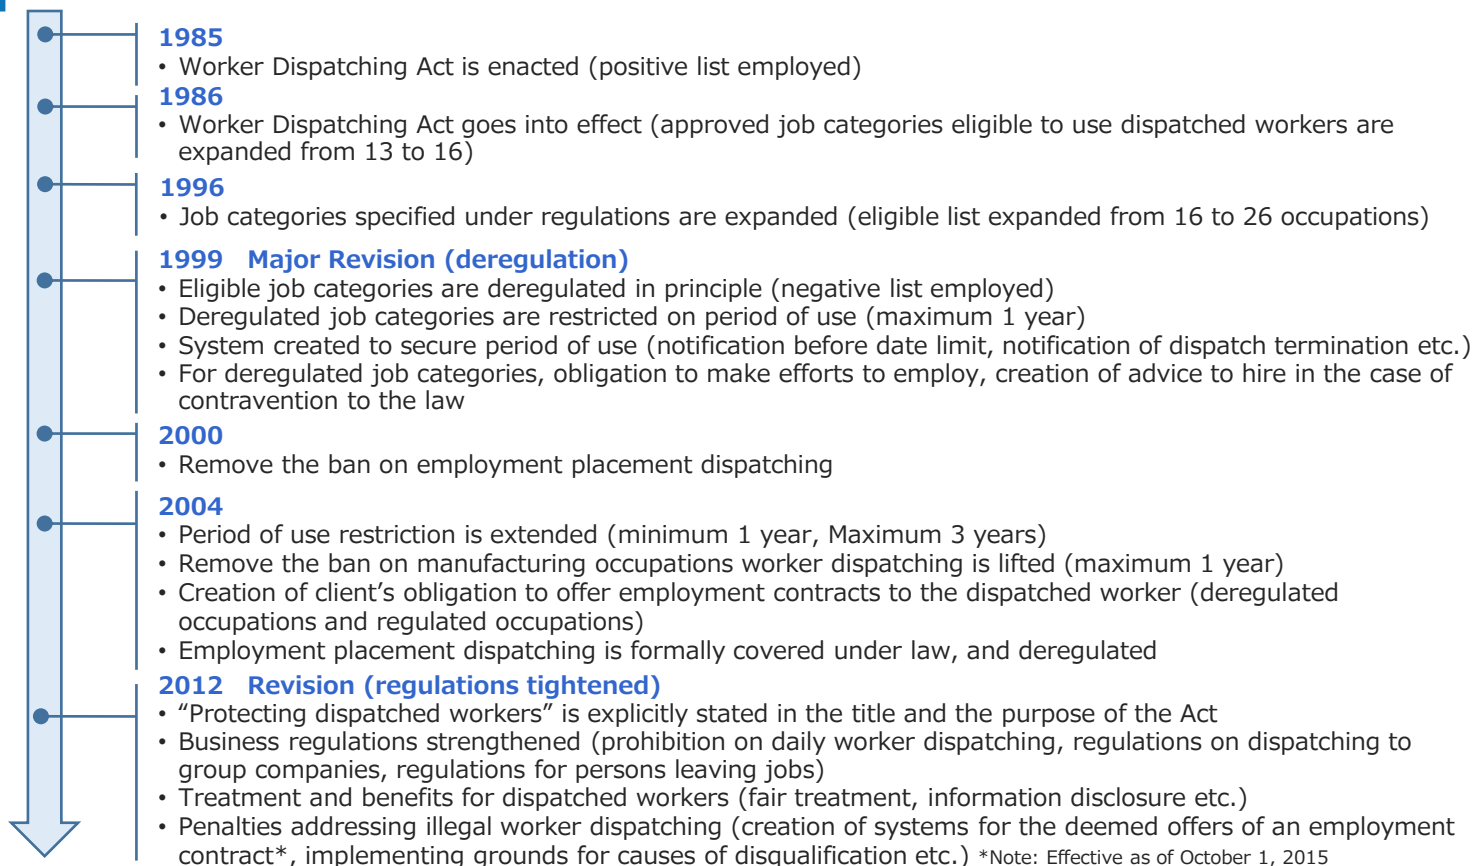 1985
• Worker Dispatching Act is enacted (positive list employed)
1986
• Worker Dispatching Act goes into effect (approved job categories eligible to use dispatched workers are
expanded from 13 to 16)
1996
• Job categories specified under regulations are expanded (eligible list expanded from 16 to 26 occupations)
1999 Major Revision (deregulation)
• Eligible job categories are deregulated in principle (negative list employed)
• Deregulated job categories are restricted on period of use (maximum 1 year)
• System created to secure period of use (notification before date limit, notification of dispatch termination etc.)
• For deregulated job categories, obligation to make efforts to employ, creation of advice to hire in the case of
contravention to the law
2000
• Remove the ban on employment placement dispatching
2004
• Period of use restriction is extended (minimum 1 year, Maximum 3 years)
• Remove the ban on manufacturing occupations worker dispatching is lifted (maximum 1 year)
• Creation of client’s obligation to offer employment contracts to the dispatched worker (deregulated
occupations and regulated occupations)
• Employment placement dispatching is formally covered under law, and deregulated
2012 Revision (regulations tightened)
• “Protecting dispatched workers” is explicitly stated in the title and the purpose of the Act
• Business regulations strengthened (prohibition on daily worker dispatching, regulations on dispatching to
group companies, regulations for persons leaving jobs)
• Treatment and benefits for dispatched workers (fair treatment, information disclosure etc.)
• Penalties addressing illegal worker dispatching (creation of systems for the deemed offers of an employment
contract*, implementing grounds for causes of disqualification etc.) *Note: Effective as of October 1, 2015